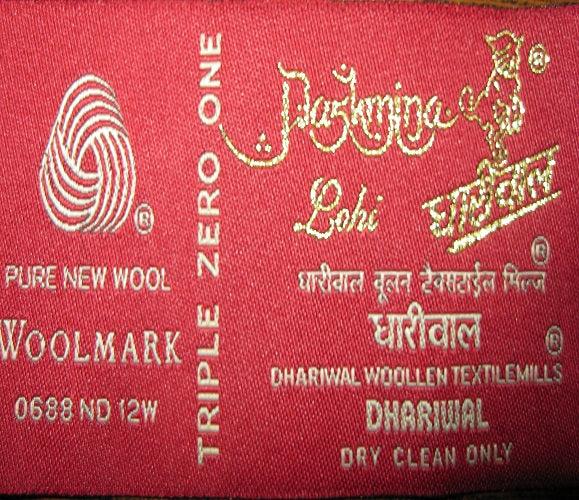 PURE NEW WOOL
WOOLMARK
0688 ND 12W
TRIPLE ZERO ONE
Pashmina
Lohi
धारीवाल
धारीवाल वूलन टैक्सटाईल मिल्ज
धारीवाल
DHARIWAL WOOLLEN TEXTILEMILLS
DHARIWAL
DRY CLEAN ONLY